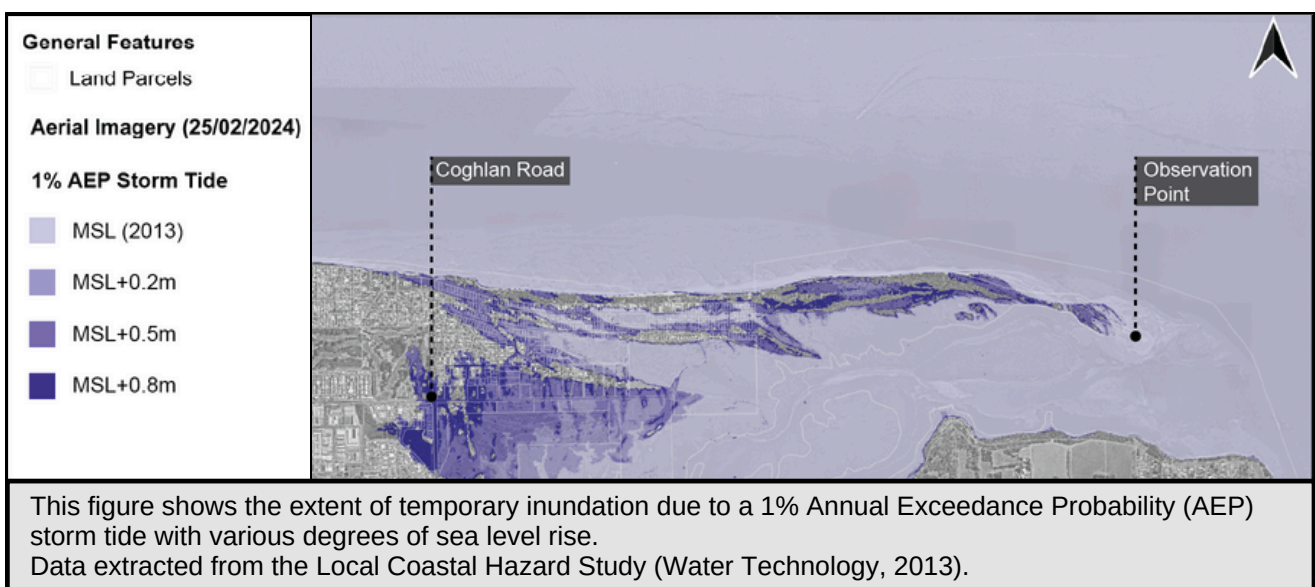 General Features
Land Parcels
Aerial Imagery (25/02/2024)
1% AEP Storm Tide
MSL (2013)
MSL+0.2m
MSL+0.5m
MSL+0.8m
Coghlan Road
Observation
Point
This figure shows the extent of temporary inundation due to a 1% Annual Exceedance Probability (AEP)
storm tide with various degrees of sea level rise.
Data extracted from the Local Coastal Hazard Study (Water Technology, 2013).